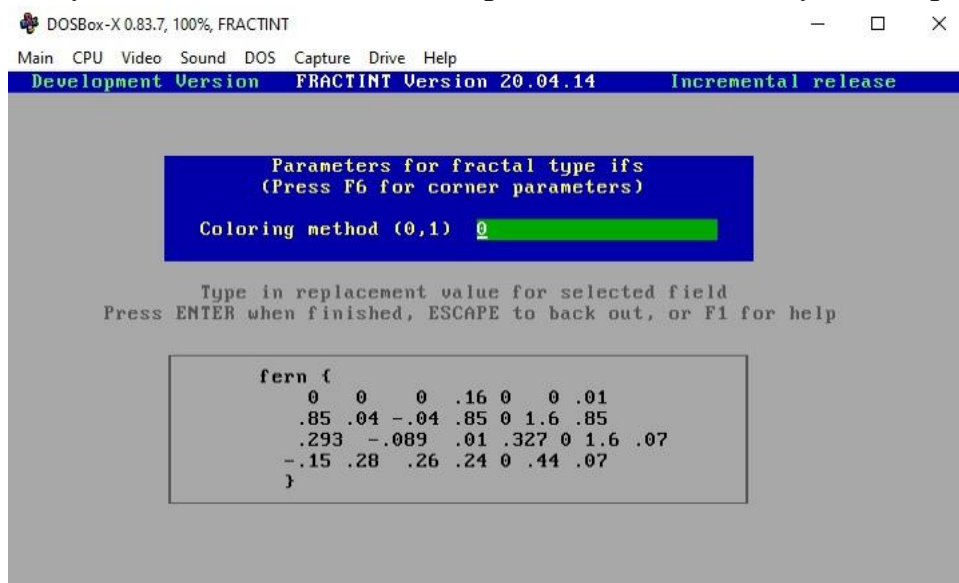 DOSBox-X 0.83.7, 100%, FRACTINT
Main CPU Video Sound DOS Capture Drive Help
Development Version FRACTINT Version 20.04.14 Incremental release
Parameters for fractal type ifs
(Press F6 for corner parameters)
Coloring method (0,1) 0
Type in replacement value for selected field
Press ENTER when finished, ESCAPE to back out, or F1 for help
fern {
0 0 0 .16 0 0 .01
.85 .04 -.04 .85 0 1.6 .85
.293 -.089 .01 .327 0 1.6 .07
-.15 .28 .26 .24 0 .44 .07
}